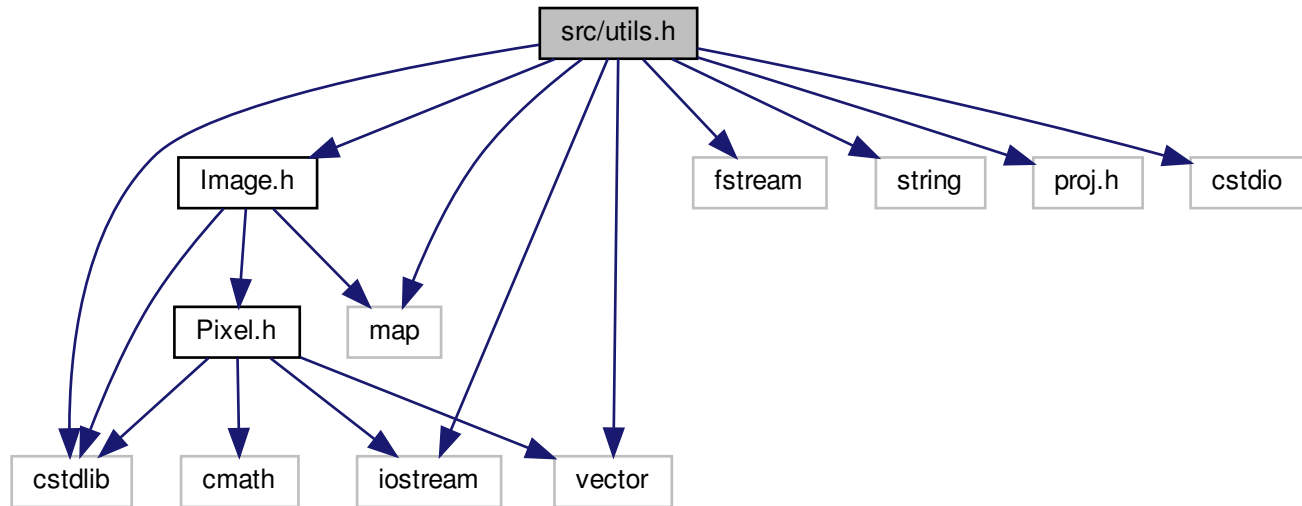 src/utils.h
Image.h
fstream
string
proj.h
cstdio
Pixel.h
map
cstdlib
cmath
iostream
vector